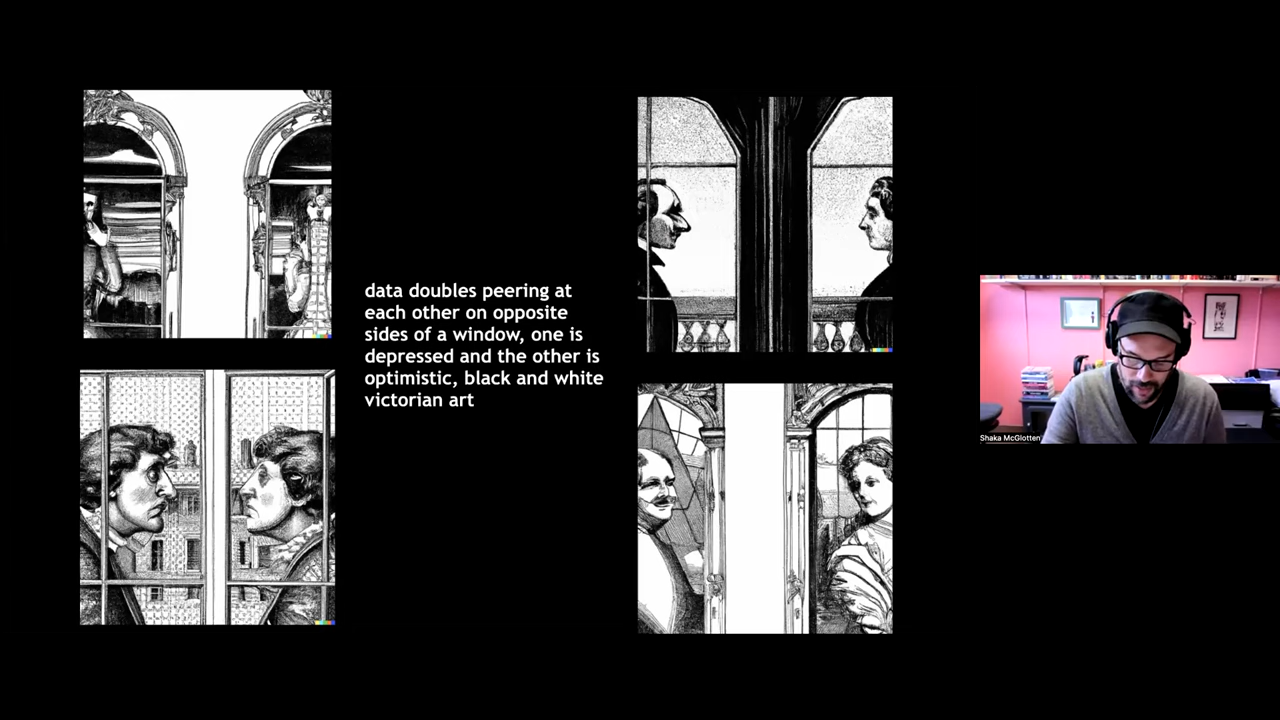 data doubles peering at
each other on opposite
sides of a window, one is
depressed and the other is
optimistic, black and white
victorian art
Shaka McGlotten